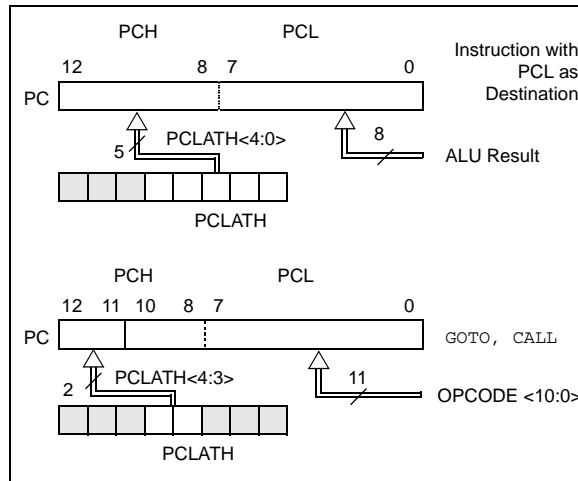 PCH PCL
12 8 7 0
Instruction with
PCL as
Destination
PC
PCLATH<4:0>
5
8
ALU Result
PCLATH
PCH PCL
12 11 10 8 7 0
PC
GOTO, CALL
PCLATH<4:3>
2
11
OPCODE <10:0>
PCLATH